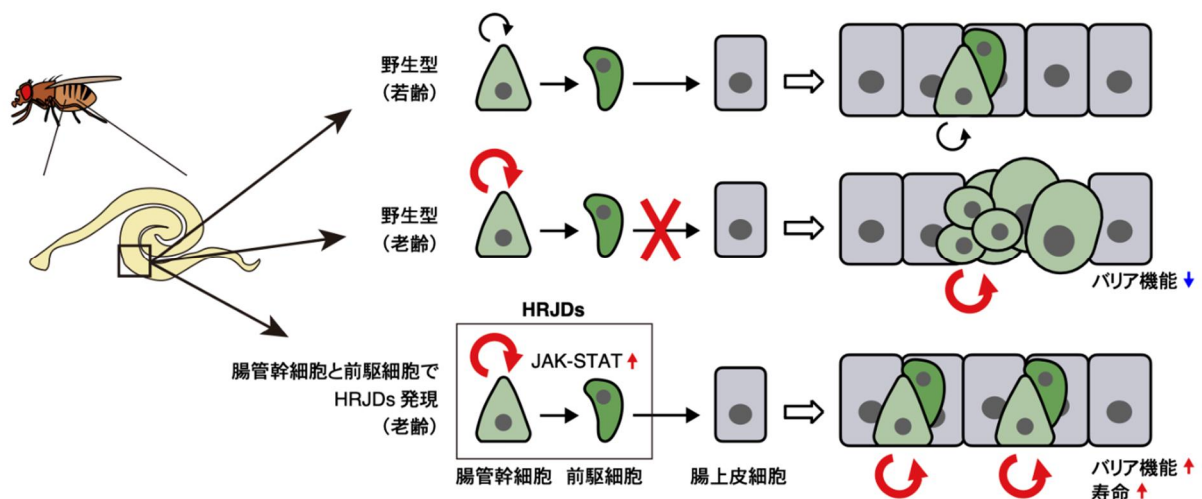 野生型
（若齢）
野生型
（老齢）
バリア機能
HRJDs
JAK-STAT
腸管幹細胞と前駆細胞で
HRJDs 発現
（老齢）
腸管幹細胞 前駆細胞 腸上皮細胞
バリア機能
寿命